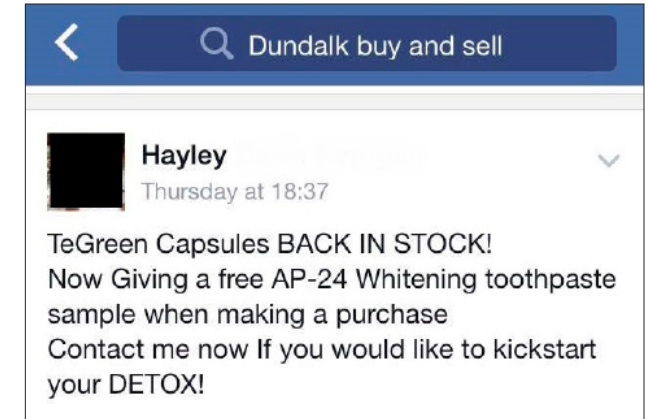 Dundalk buy and sell
Hayley
Thursday at 18:37
TeGreen Capsules BACK IN STOCK!
Now Giving a free AP-24 Whitening toothpaste
sample when making a purchase
Contact me now If you would like to kickstart
your DETOX!